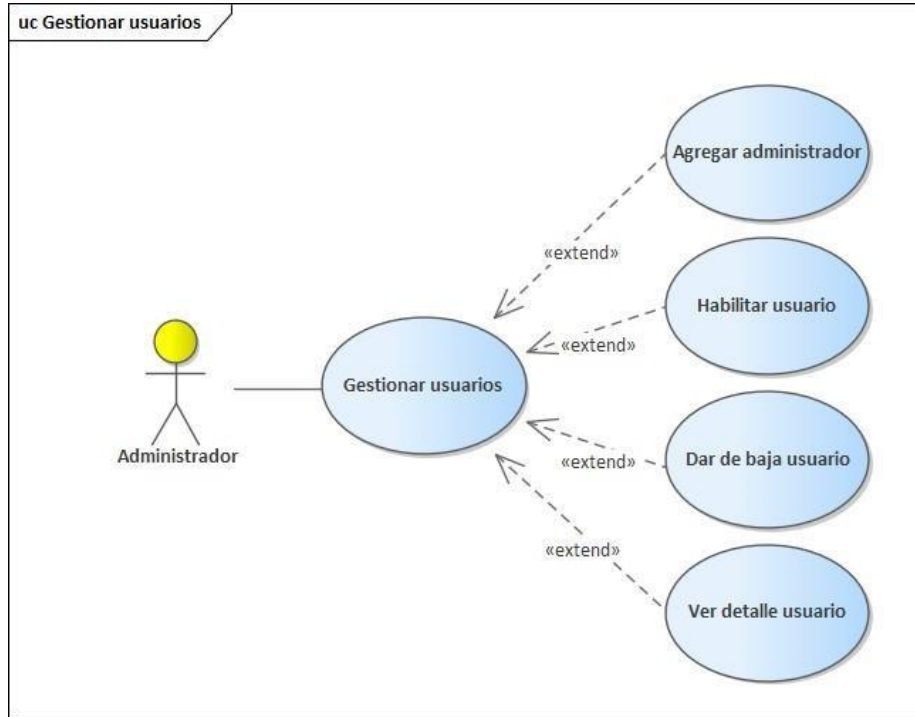 uc Gestionar usuarios
Agregar administrador
«extend»
Habilitar usuario
«extend»
Gestionar usuarios
Administrador
Dar de baja usuario
«extend»
«extend»
Ver detalle usuario